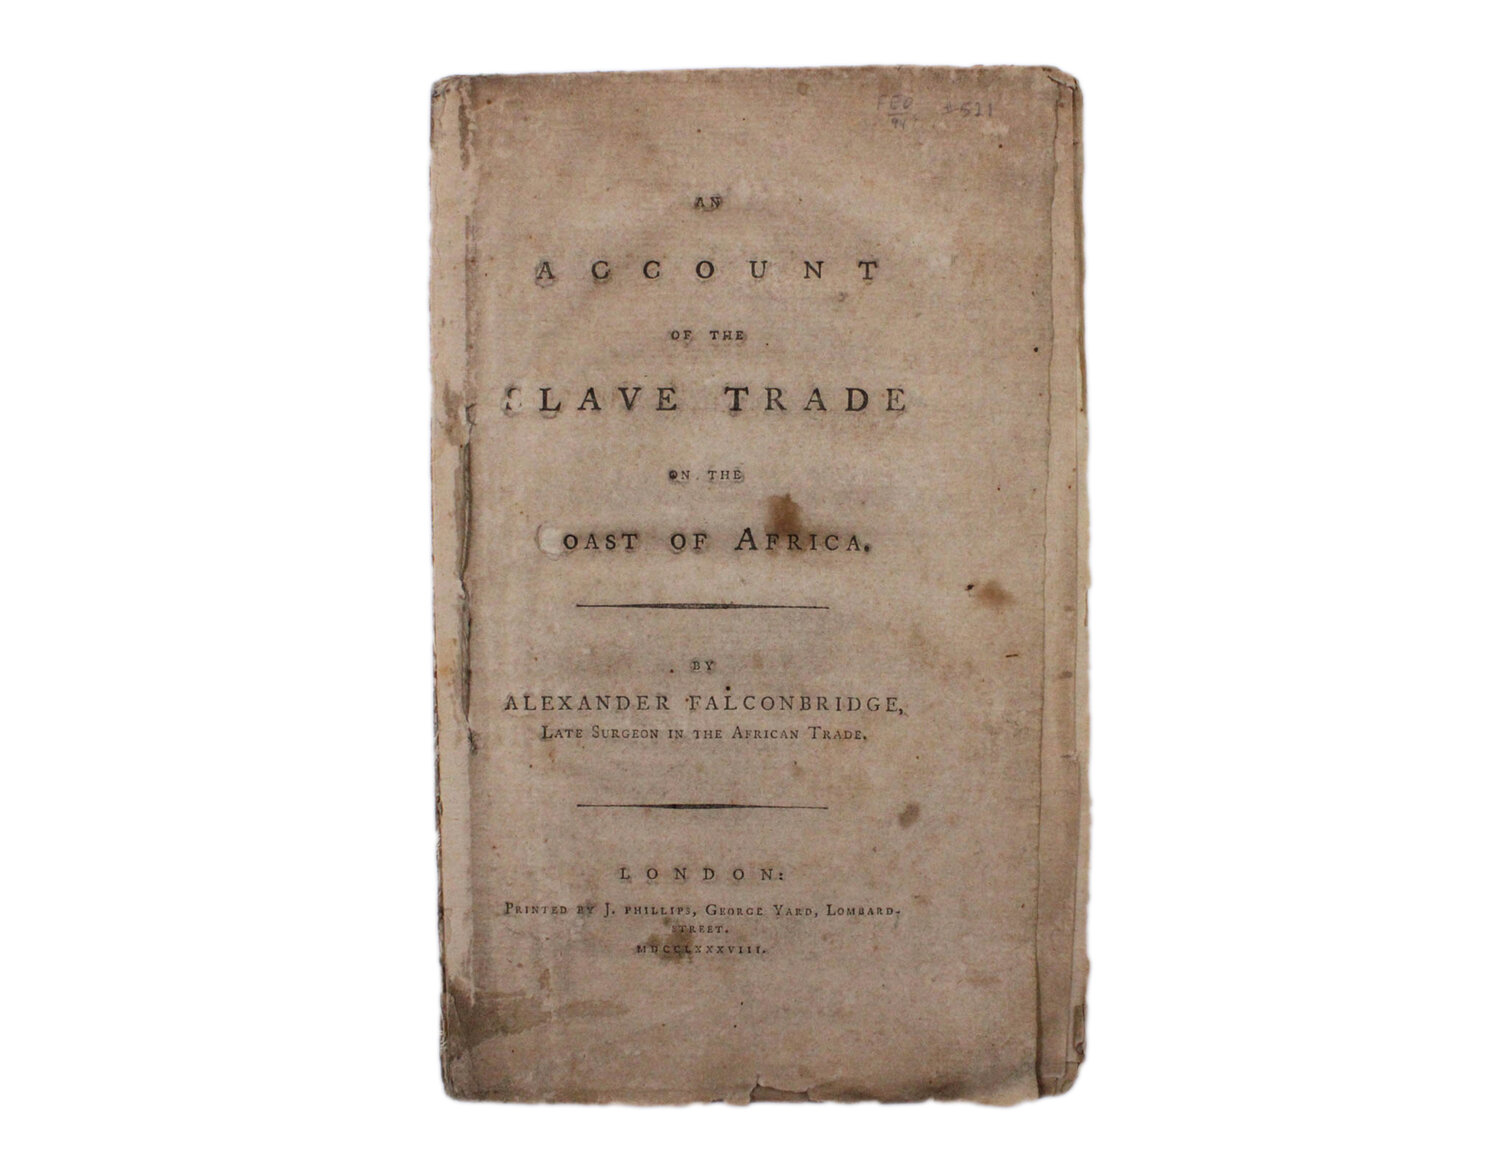 AN
ACCOUNT
OF THE
SLAVE TRADE
ON THE
OAST OF AFRICA.
BY
ALEXANDER FALCONBRIDGE,
LATE SURGEON IN THE AFRICAN TRADE.
LONDON:
PRINTED BY J. PHILLIPS, GEORGE YARD, LOMBARD-
STREET.
MDCCLXXXVIII.